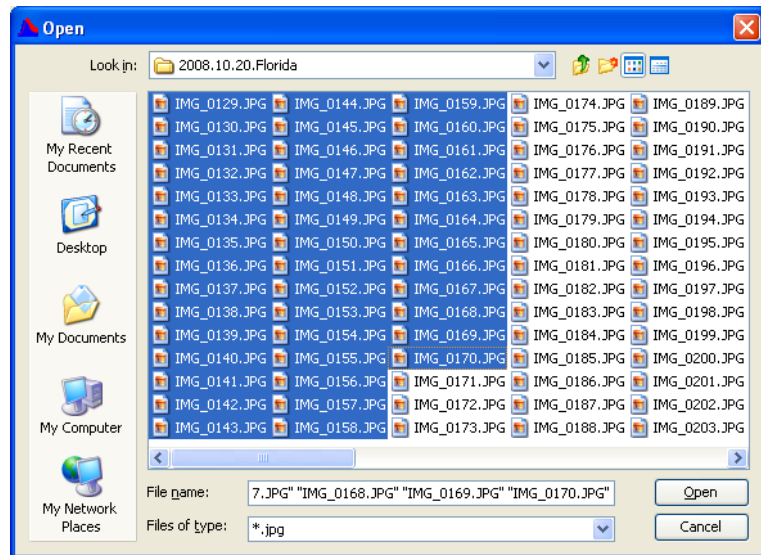 Open
Look in:
2008.10.20.Florida
My Recent
Documents
Desktop
My Documents
My Computer
My Network
Places
IMG_0129.JPG IMG_0144.JPG IMG_0159.JPG IMG_0174.JPG IMG_0189.JPG
IMG_0130.JPG IMG_0145.JPG IMG_0160.JPG IMG_0175.JPG IMG_0190.JPG
IMG_0131.JPG IMG_0146.JPG IMG_0161.JPG IMG_0176.JPG IMG_0191.JPG
IMG_0132.JPG IMG_0147.JPG IMG_0162.JPG IMG_0177.JPG IMG_0192.JPG
IMG_0133.JPG IMG_0148.JPG IMG_0163.JPG IMG_0178.JPG IMG_0193.JPG
IMG_0134.JPG IMG_0149.JPG IMG_0164.JPG IMG_0179.JPG IMG_0194.JPG
IMG_0135.JPG IMG_0150.JPG IMG_0165.JPG IMG_0180.JPG IMG_0195.JPG
IMG_0136.JPG IMG_0151.JPG IMG_0166.JPG IMG_0181.JPG IMG_0196.JPG
IMG_0137.JPG IMG_0152.JPG IMG_0167.JPG IMG_0182.JPG IMG_0197.JPG
IMG_0138.JPG IMG_0153.JPG IMG_0168.JPG IMG_0183.JPG IMG_0198.JPG
IMG_0139.JPG IMG_0154.JPG IMG_0169.JPG IMG_0184.JPG IMG_0199.JPG
IMG_0140.JPG IMG_0155.JPG IMG_0170.JPG IMG_0185.JPG IMG_0200.JPG
IMG_0141.JPG IMG_0156.JPG IMG_0171.JPG IMG_0186.JPG IMG_0201.JPG
IMG_0142.JPG IMG_0157.JPG IMG_0172.JPG IMG_0187.JPG IMG_0202.JPG
IMG_0143.JPG IMG_0158.JPG IMG_0173.JPG IMG_0188.JPG IMG_0203.JPG
File name: 7.JPG" "IMG_0168.JPG" "IMG_0169.JPG" "IMG_0170.JPG" Open
Files of type: *.jpg Cancel